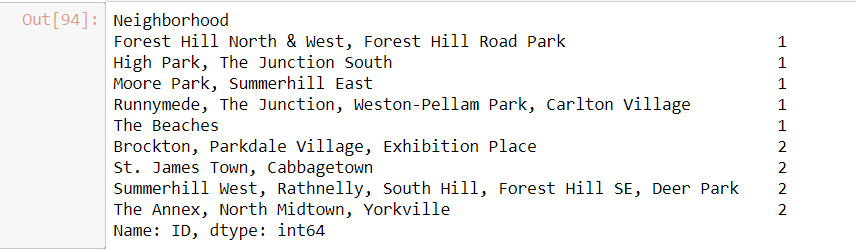 Out[94]: Neighborhood
Forest Hill North & West, Forest Hill Road Park 1
High Park, The Junction South 1
Moore Park, Summerhill East 1
Runnymede, The Junction, Weston-Pellam Park, Carlton Village 1
The Beaches 1
Brockton, Parkdale Village, Exhibition Place 2
St. James Town, Cabbagetown 2
Summerhill West, Rathnelly, South Hill, Forest Hill SE, Deer Park 2
The Annex, North Midtown, Yorkville 2
Name: ID, dtype: int64